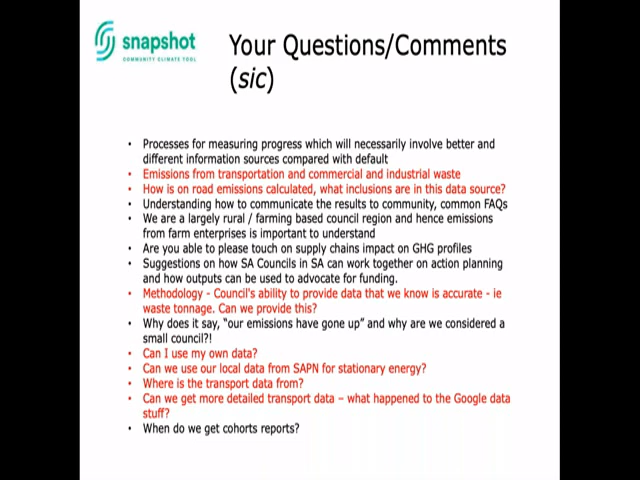 snapshot
COMMUNITY CLIMATE TOOL
Your Questions/Comments
(sic)
• Processes for measuring progress which will necessarily involve better and
different information sources compared with default
• Emissions from transportation and commercial and industrial waste
• How is on road emissions calculated, what inclusions are in this data source?
• Understanding how to communicate the results to community, common FAQs
• We are a largely rural / farming based council region and hence emissions
from farm enterprises is important to understand
• Are you able to please touch on supply chains impact on GHG profiles
• Suggestions on how SA Councils in SA can work together on action planning
and how outputs can be used to advocate for funding.
• Methodology - Council's ability to provide data that we know is accurate - ie
waste tonnage. Can we provide this?
• Why does it say, "our emissions have gone up" and why are we considered a
small council?!
• Can I use my own data?
• Can we use our local data from SAPN for stationary energy?
• Where is the transport data from?
• Can we get more detailed transport data – what happened to the Google data
stuff?
• When do we get cohorts reports?